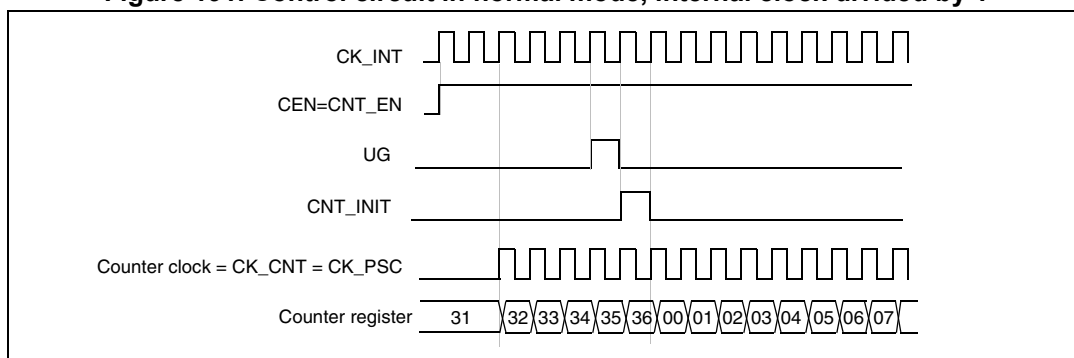 CK_INT
CEN=CNT_EN
UG
CNT_INIT
Counter clock = CK_CNT = CK_PSC
Counter register 31 32 33 34 35 36 00 01 02 03 04 05 06 07